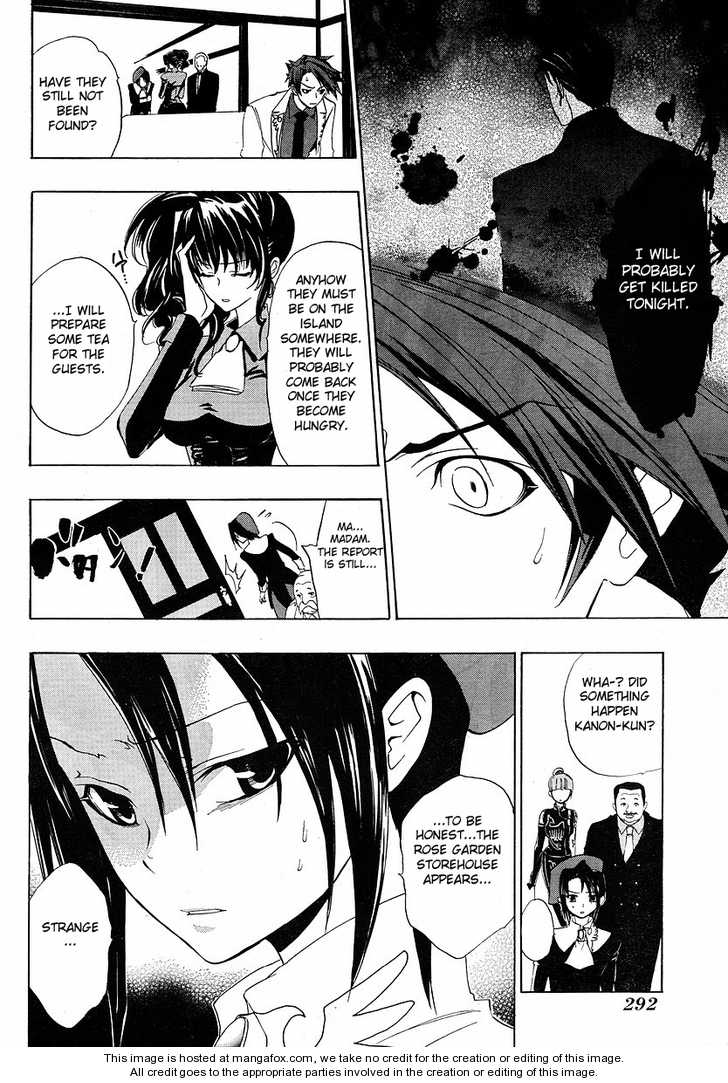 I WILL
PROBABLY
GET KILLED
TONIGHT.
HAVE THEY
STILL NOT
BEEN
FOUND?
ANYHOW
THEY MUST
BE ON THE
ISLAND
SOMEWHERE.
THEY WILL
PROBABLY
COME BACK
ONCE THEY
BECOME
HUNGRY.
...I WILL
PREPARE
SOME TEA
FOR THE
GUESTS.
MA...
MADAM.
THE REPORT
IS STILL...
WHA-? DID
SOMETHING
HAPPEN
KANON-KUN?
...TO BE
HONEST...THE
ROSE GARDEN
STOREHOUSE
APPEARS...
STRANGE
...
292
This image is hosted at mangafox.com, we take no credit for the creation or editing of this image.
All credit goes to the appropriate parties involved in the creation or editing of this image.